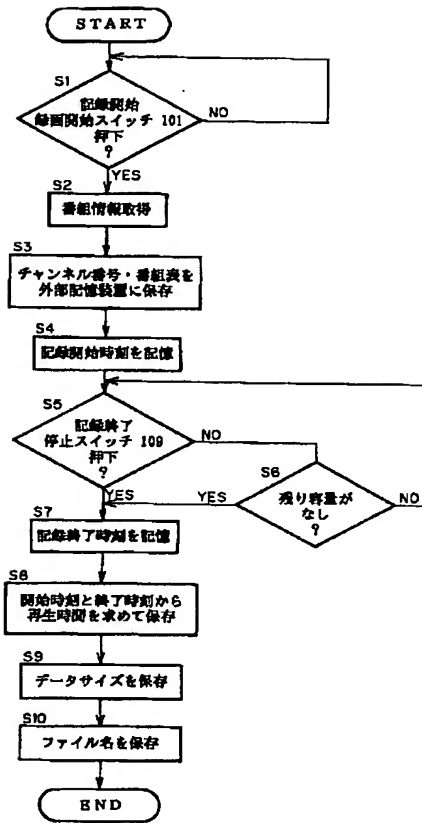 START
S1
記録開始
録画開始スイッチ 101
押下
?
NO
YES
S2
番組情報取得
S3
チャンネル番号・番組表を
外部記憶装置に保存
S4
記録開始時刻を記憶
S5
記録終了
停止スイッチ 109
押下
?
NO
YES
S6
残り容量が
なし
?
YES
NO
S7
記録終了時刻を記憶
S8
開始時刻と終了時刻から
再生時間を求めて保存
S9
データサイズを保存
S10
ファイル名を保存
END